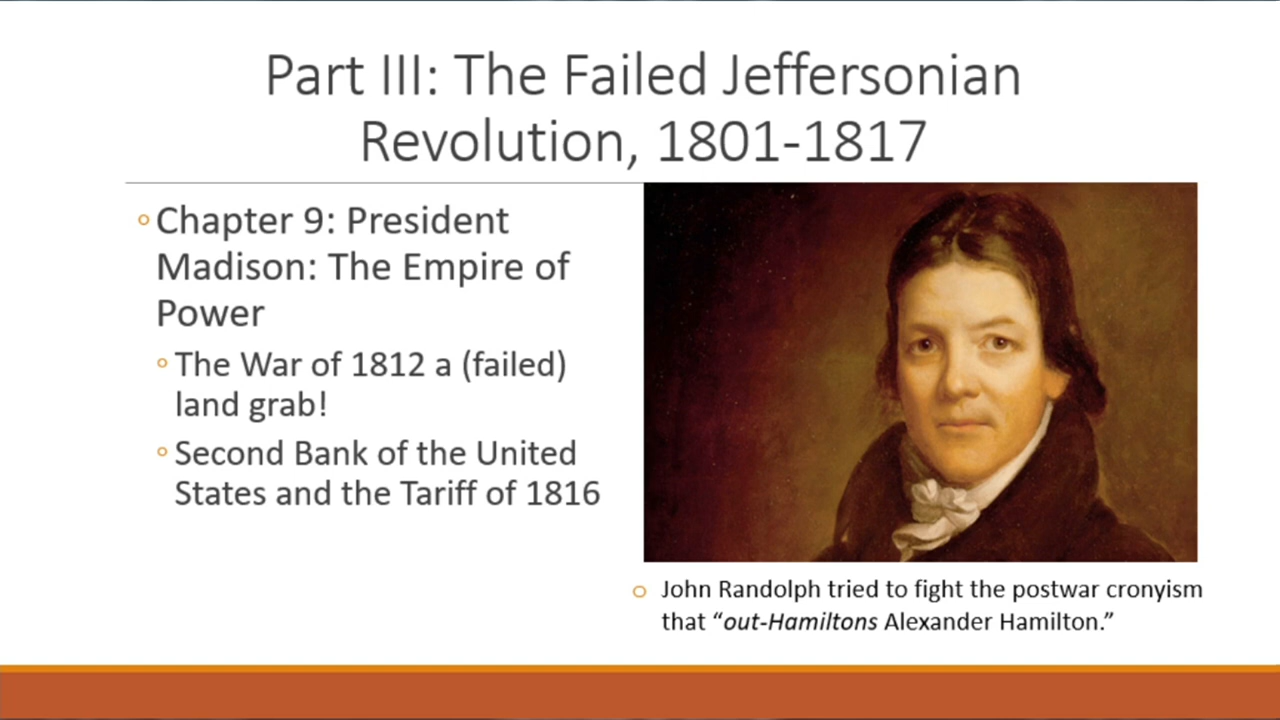 Part III: The Failed Jeffersonian
Revolution, 1801-1817
Chapter 9: President
Madison: The Empire of
Power
The War of 1812 a (failed)
land grab!
Second Bank of the United
States and the Tariff of 1816
John Randolph tried to fight the postwar cronyism
that “out-Hamiltons Alexander Hamilton.”